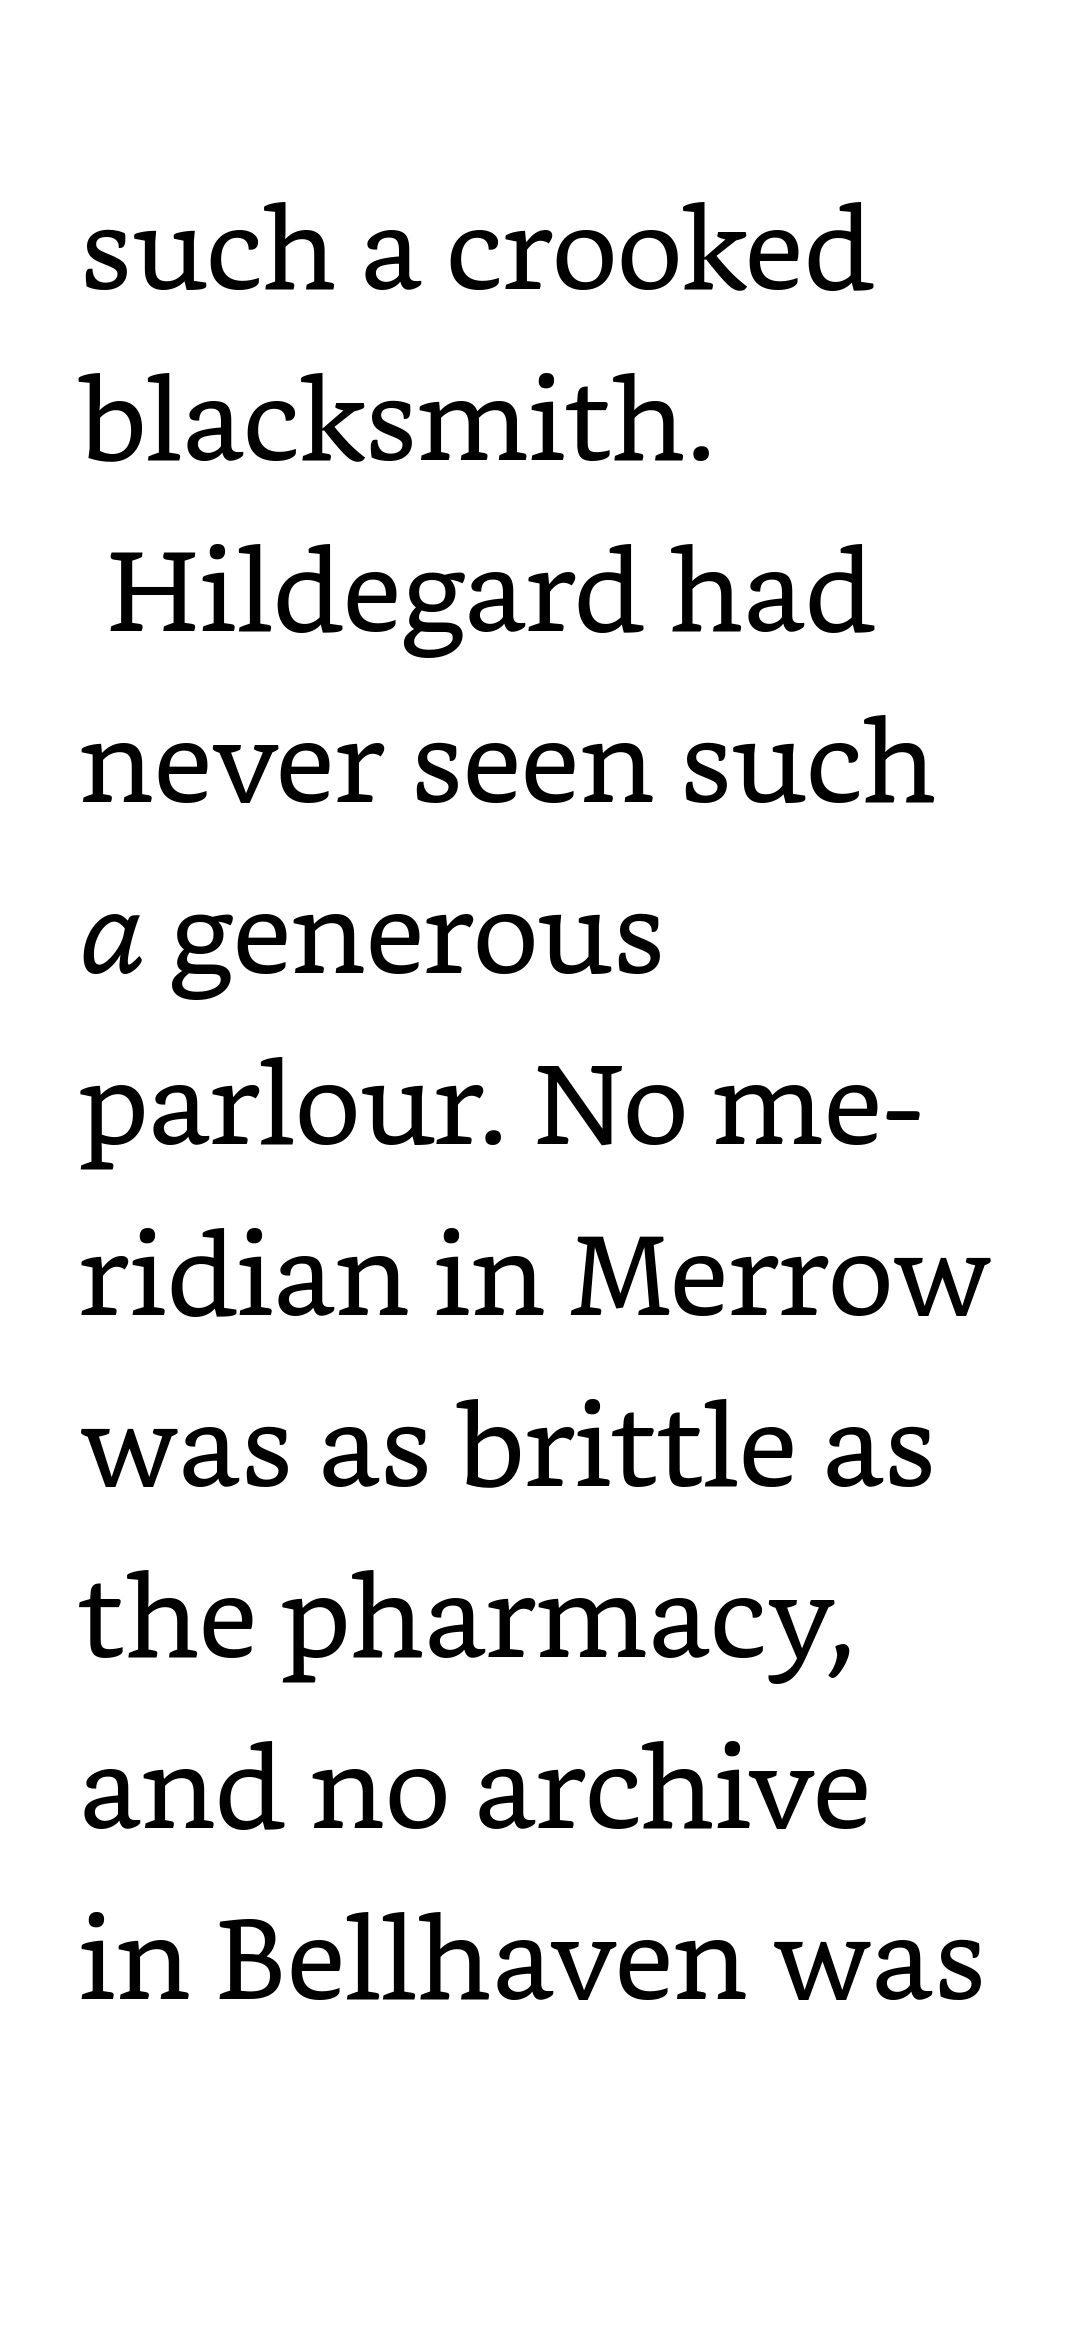 such a crooked
blacksmith.
Hildegard had
never seen such
a generous
parlour. No me-
ridian in Merrow
was as brittle as
the pharmacy,
and no archive
in Bellhaven was